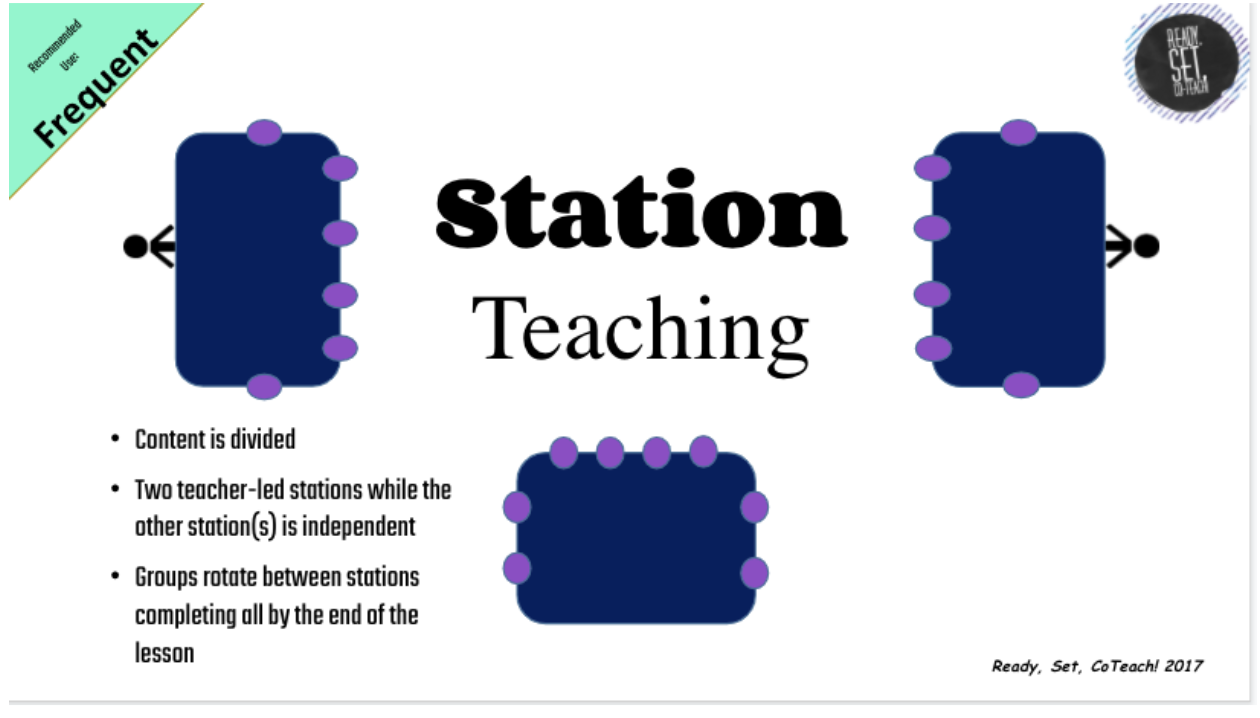 Recommended
Use:
Frequent
READY,
SET,
CO-TEACH!
Station
Teaching
• Content is divided
• Two teacher-led stations while the
other station(s) is independent
• Groups rotate between stations
completing all by the end of the
lesson
Ready, Set, CoTeach! 2017